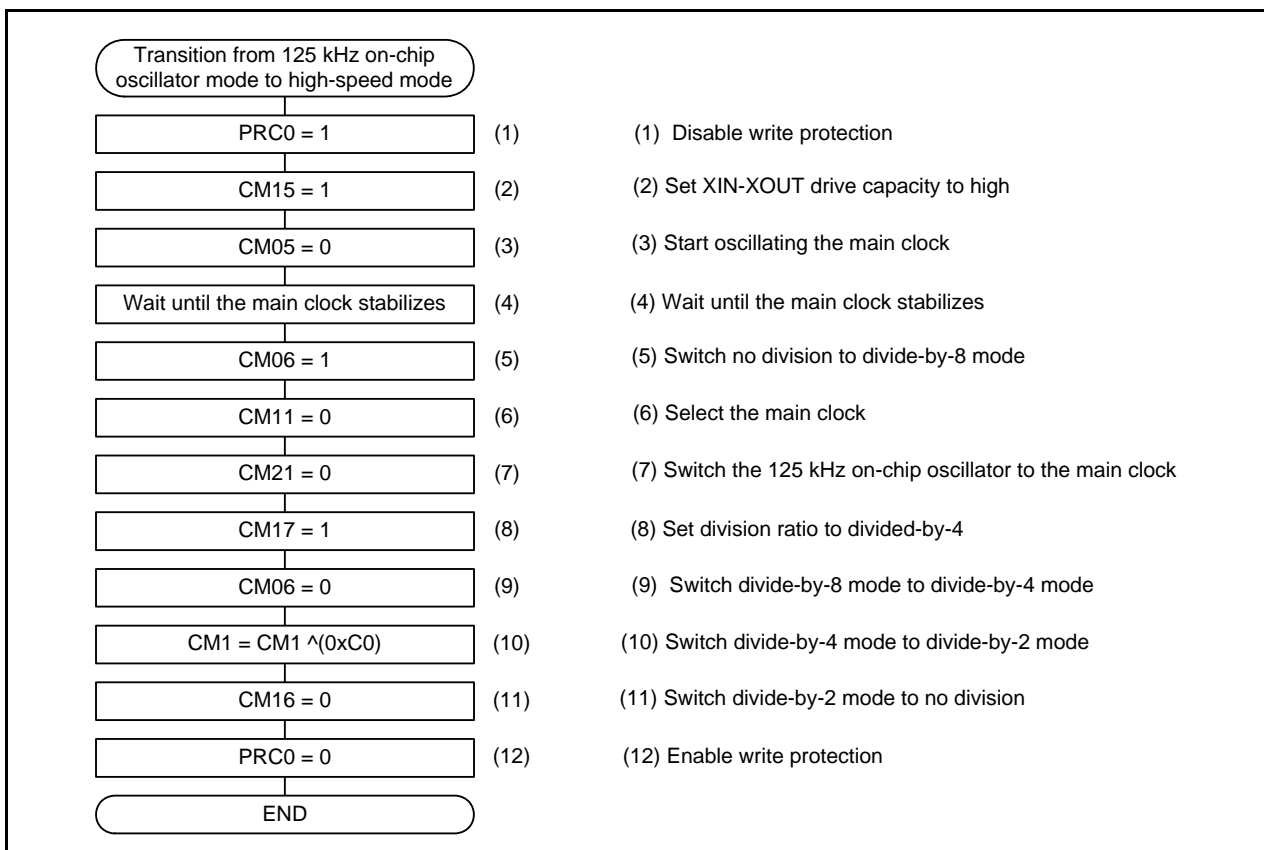 Transition from 125 kHz on-chip
oscillator mode to high-speed mode
PRC0 = 1 (1) (1) Disable write protection
CM15 = 1 (2) (2) Set XIN-XOUT drive capacity to high
CM05 = 0 (3) (3) Start oscillating the main clock
Wait until the main clock stabilizes (4) (4) Wait until the main clock stabilizes
CM06 = 1 (5) (5) Switch no division to divide-by-8 mode
CM11 = 0 (6) (6) Select the main clock
CM21 = 0 (7) (7) Switch the 125 kHz on-chip oscillator to the main clock
CM17 = 1 (8) (8) Set division ratio to divided-by-4
CM06 = 0 (9) (9) Switch divide-by-8 mode to divide-by-4 mode
CM1 = CM1 ^(0xC0) (10) (10) Switch divide-by-4 mode to divide-by-2 mode
CM16 = 0 (11) (11) Switch divide-by-2 mode to no division
PRC0 = 0 (12) (12) Enable write protection
END